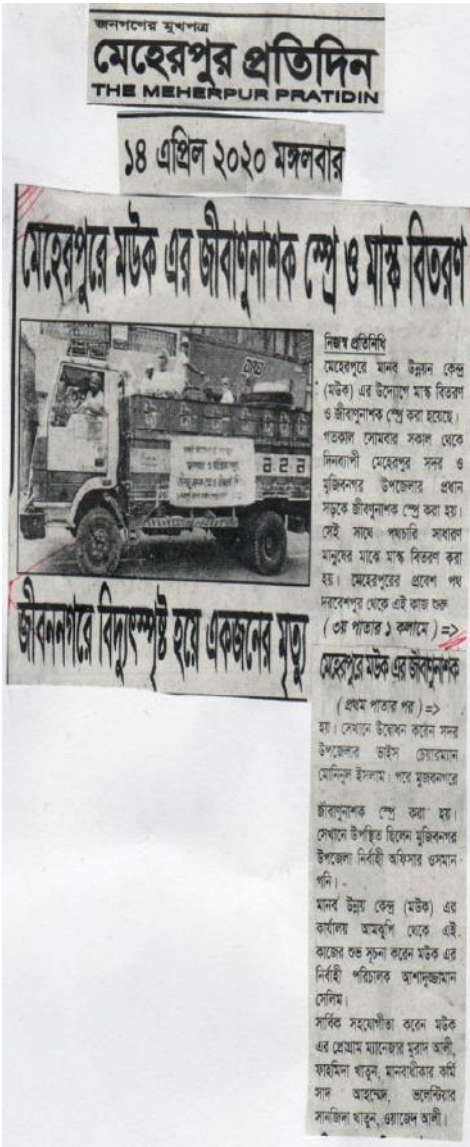 জনগণের মুখপত্র
মেহেরপুর প্রতিদিন
THE MEHERPUR PRATIDIN
১৪ এপ্রিল ২০২০ মঙ্গলবার
মেহেরপুরে মউক এর জীবাণুনাশক স্প্রে ও মাস্ক বিতরণ
নিজস্ব প্রতিনিধি
মেহেরপুরে মানব উন্নয়ন কেন্দ্র
(মউক) এর উদ্যোগে মাস্ক বিতরণ
ও জীবাণুনাশক স্প্রে করা হয়েছে।
গতকাল সোমবার সকাল থেকে
দিনব্যাপী মেহেরপুর সদর ও
মুজিবনগর উপজেলার প্রধান
সড়কে জীবণুনাশক স্প্রে করা হয়।
সেই সাথে পথচারি সাধারণ
মানুষের মাঝে মাস্ক বিতরণ করা
হয়। মেহেরপুরের প্রবেশ পথ
দরবেশপুর থেকে এই কাজ শুরু
(৩য় পাতার ১ কলামে) =>
জীবননগরে বিদ্যুৎস্পৃষ্ট হয়ে একজনের মৃত্যু
মেহেরপুরে মউক এর জীবাণুনাশক
(প্রথম পাতার পর) =>
হয়। সেখানে উদ্বোধন করেন সদর
উপজেলার ভাইস চেয়ারম্যান
মোমিনুল ইসলাম। পরে মুজবনগরে
জীবাণুনাশক স্প্রে করা হয়।
সেখানে উপস্থিত ছিলেন মুজিবনগর
উপজেলা নির্বাহী অফিসার ওসমান
গনি।
মানব উন্নয় কেন্দ্র (মউক) এর
কার্যালয় আমঝুপি থেকে এই
কাজের শুভ সূচনা করেন মউক এর
নির্বাহী পরিচালক আশাদুজ্জামান
সেলিম।
সার্বিক সহযোগীতা করেন মউক
এর প্রোগ্রাম ম্যানেজার মুরাদ আলী,
ফাহমিদা খাতুন, মানবাধীকার কর্মি
সাদ আহম্মেদ, ভলেন্টিয়ার
সানজিদা খাতুন, ওয়াজেদ আলী।